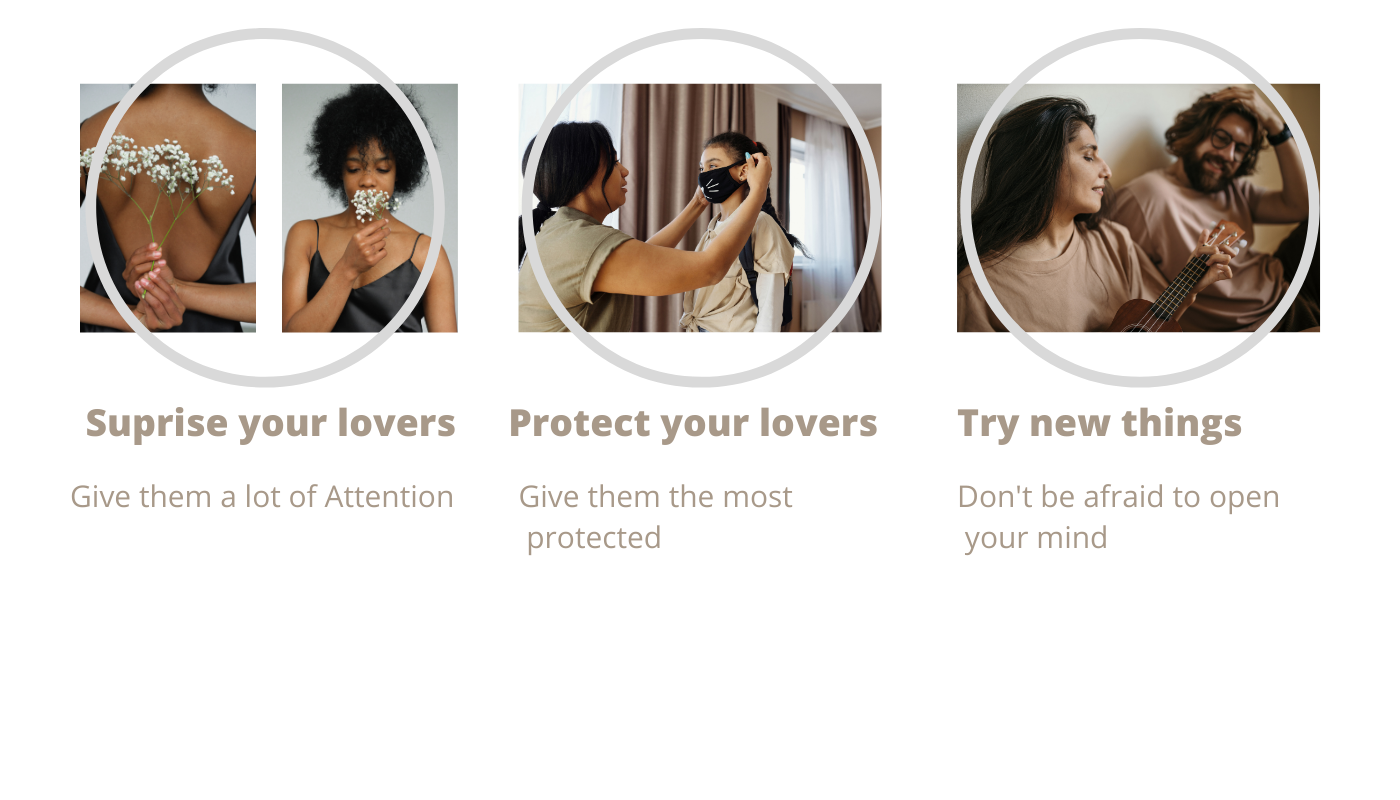 Suprise your lovers
Give them a lot of Attention
Protect your lovers
Give them the most
protected
Try new things
Don't be afraid to open
your mind